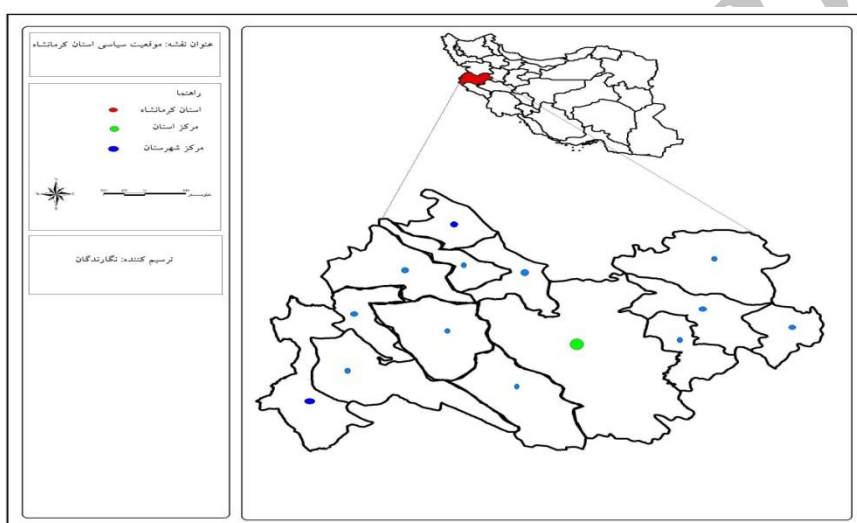 عنوان نقشه: موقعیت سیاسی استان کرمانشاه
راهنما
استان کرمانشاه
مرکز استان
مرکز شهرستان
ترسیم کننده: نگارندگان